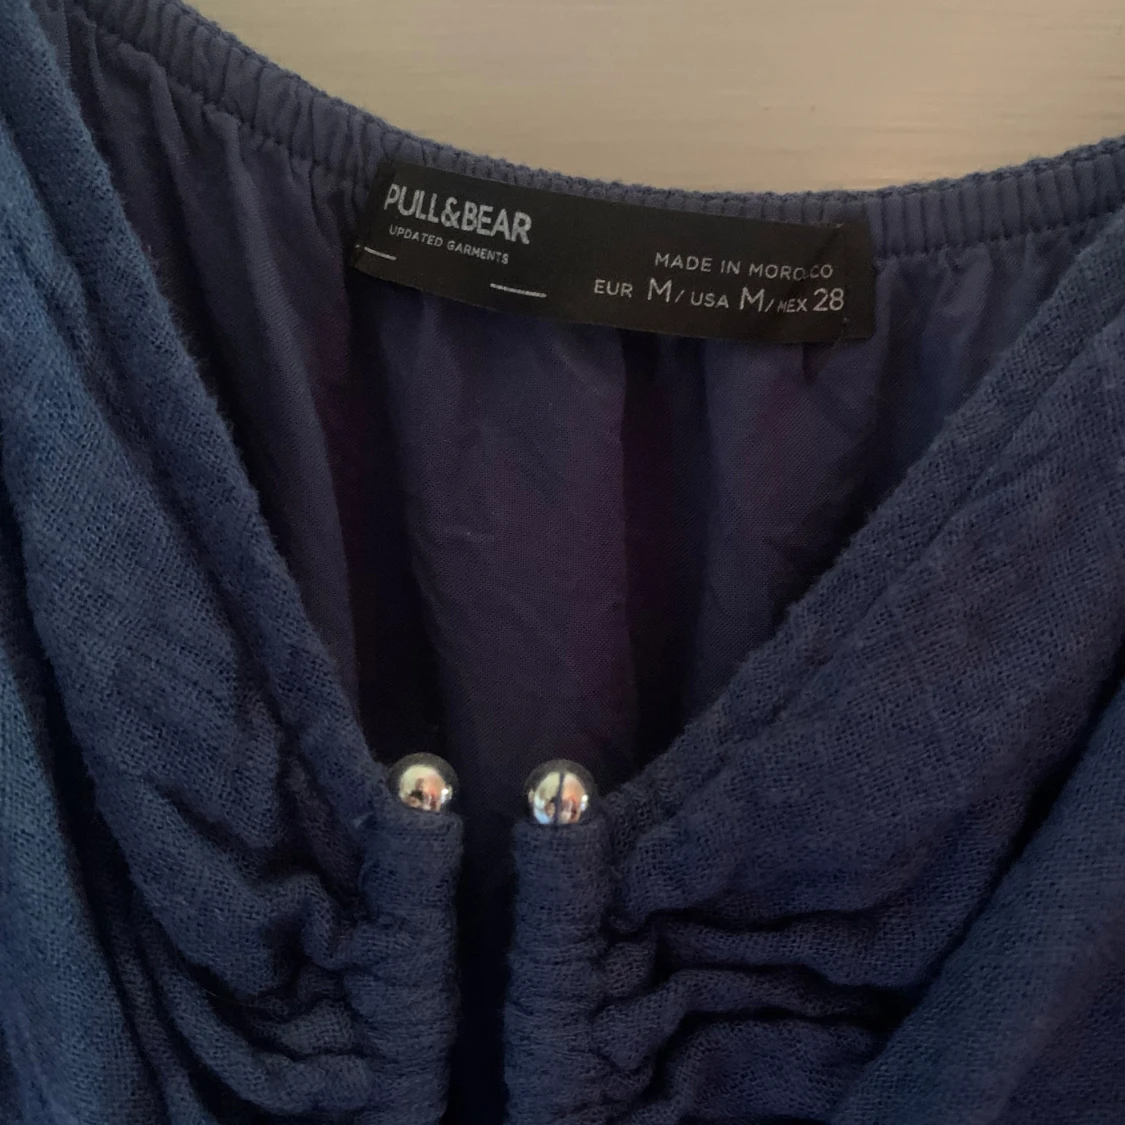 PULL&BEAR
UPDATED GARMENTS
MADE IN MOROCCO
EUR M/USA M/MEX 28